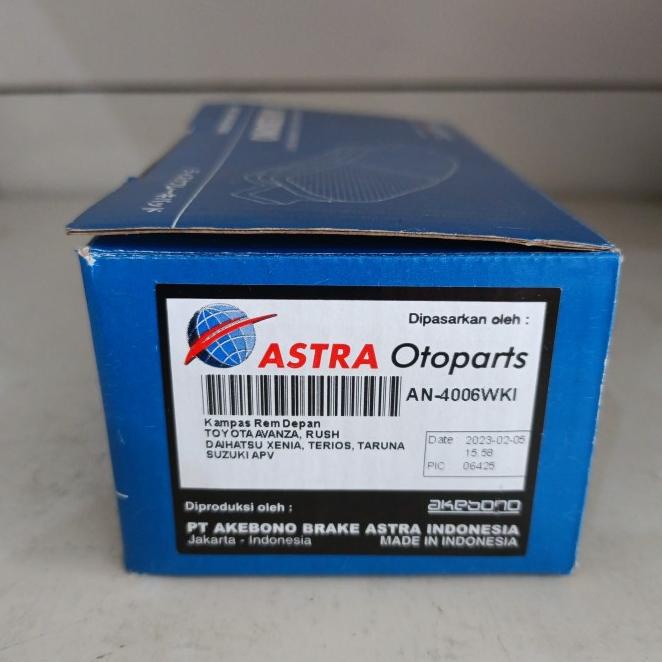 Dipasarkan oleh :
ASTRA Otoparts
AN-4006WKI
Kampas Rem Depan
TOYOTA AVANZA, RUSH
DAIHATSU XENIA, TERIOS, TARUNA
SUZUKI APV
Date 2023-02-05
15:58
PIC 06425
Diproduksi oleh : akebono
PT AKEBONO BRAKE ASTRA INDONESIA
Jakarta - Indonesia MADE IN INDONESIA